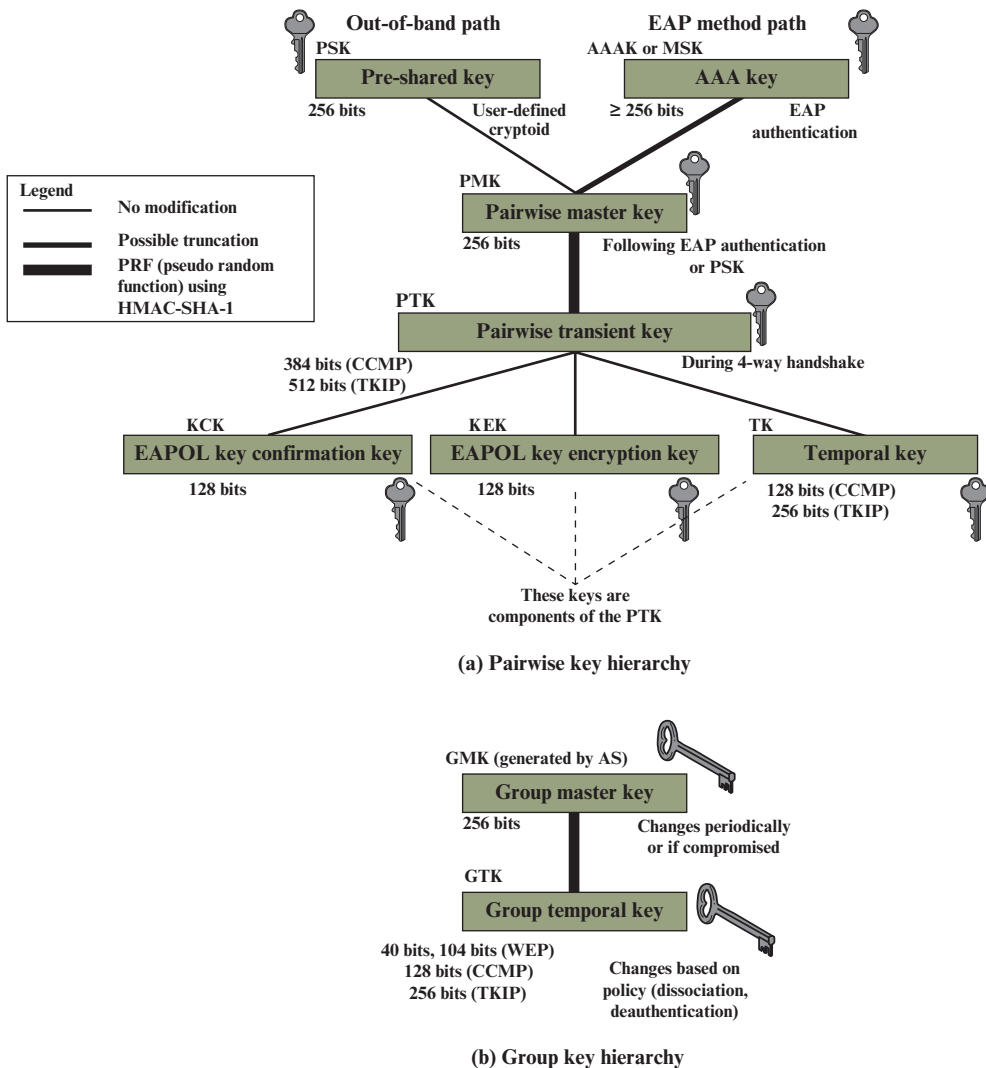 Out-of-band path
EAP method path
PSK
Pre-shared key
256 bits
User-defined
cryptoid
AAAK or MSK
AAA key
≥ 256 bits
EAP
authentication
Legend
No modification
Possible truncation
PRF (pseudo random
function) using
HMAC-SHA-1
PMK
Pairwise master key
256 bits
Following EAP authentication
or PSK
PTK
Pairwise transient key
384 bits (CCMP)
512 bits (TKIP)
During 4-way handshake
KCK
EAPOL key confirmation key
128 bits
KEK
EAPOL key encryption key
128 bits
TK
Temporal key
128 bits (CCMP)
256 bits (TKIP)
These keys are
components of the PTK
(a) Pairwise key hierarchy
GMK (generated by AS)
Group master key
256 bits
Changes periodically
or if compromised
GTK
Group temporal key
40 bits, 104 bits (WEP)
128 bits (CCMP)
256 bits (TKIP)
Changes based on
policy (dissociation,
deauthentication)
(b) Group key hierarchy